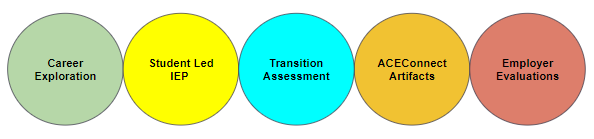 Career
Exploration
Student Led
IEP
Transition
Assessment
ACEConnect
Artifacts
Employer
Evaluations